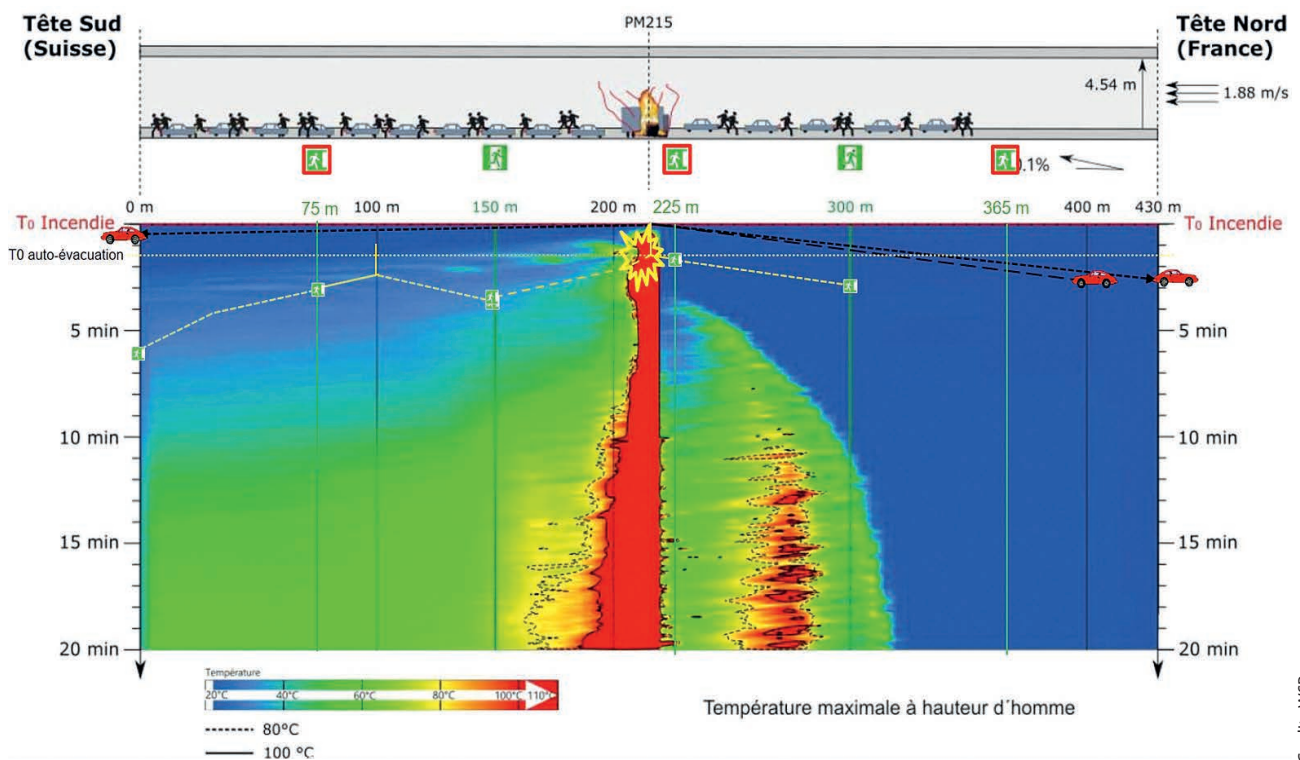 Tête Sud
(Suisse)
PM215
Tête Nord
(France)
4.54 m
1.88 m/s
0.1%
0 m
75 m
100 m
150 m
200 m
225 m
300 m
365 m
400 m
430 m
T₀ Incendie
T₀ Incendie
T0 auto-évacuation
5 min
5 min
10 min
10 min
15 min
15 min
20 min
20 min
Température
20°C
40°C
60°C
80°C
100°C
110°C
80°C
100 °C
Température maximale à hauteur d´homme